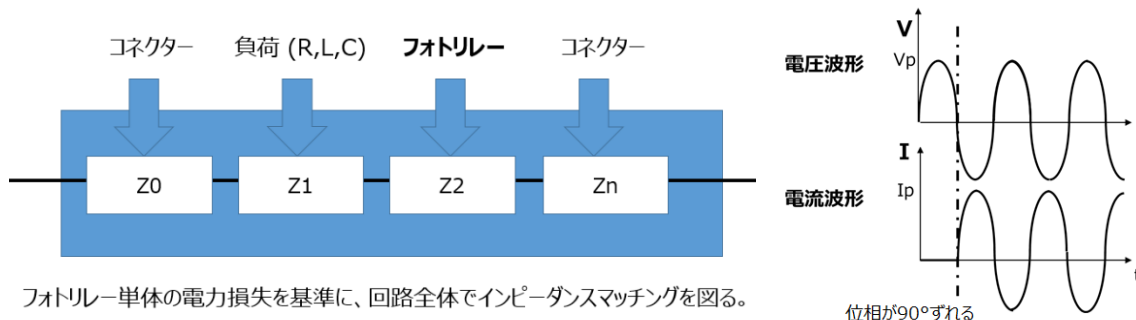 コネクター
負荷 (R,L,C)
フォトリレー
コネクター
Z0
Z1
Z2
Zn
フォトリレー単体の電力損失を基準に、回路全体でインピーダンスマッチングを図る。
V
電圧波形
Vp
I
Ip
電流波形
t
位相が90°ずれる